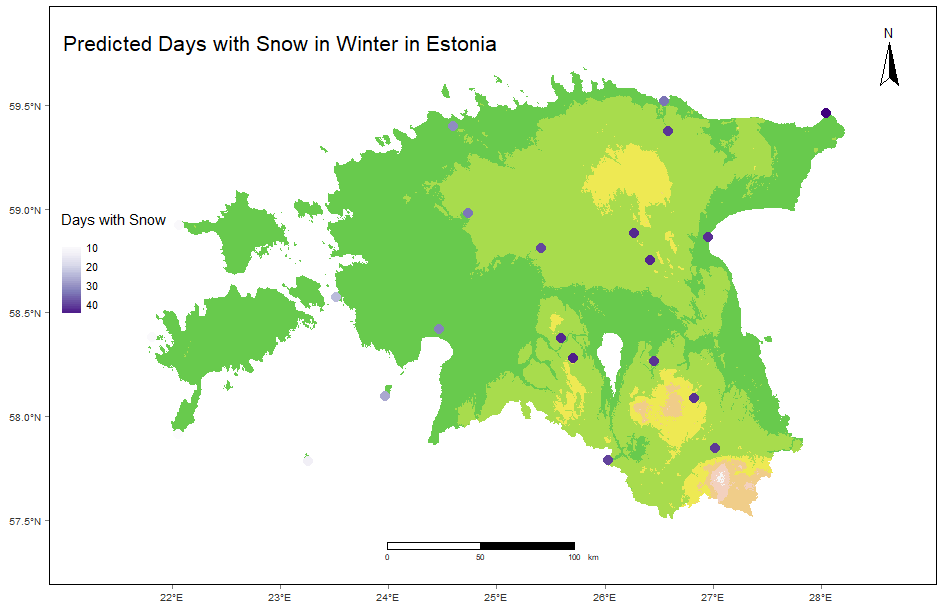 Predicted Days with Snow in Winter in Estonia
N
59.5°N
59.0°N
58.5°N
58.0°N
57.5°N
Days with Snow
10
20
30
40
0 50 100 km
22°E 23°E 24°E 25°E 26°E 27°E 28°E